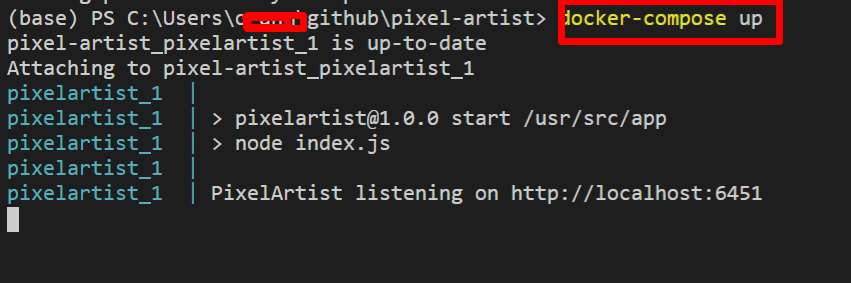 (base) PS C:\Users\c \github\pixel-artist> docker-compose up
pixel-artist_pixelartist_1 is up-to-date
Attaching to pixel-artist_pixelartist_1
pixelartist_1 |
pixelartist_1 | > pixelartist@1.0.0 start /usr/src/app
pixelartist_1 | > node index.js
pixelartist_1 |
pixelartist_1 | PixelArtist listening on http://localhost:6451